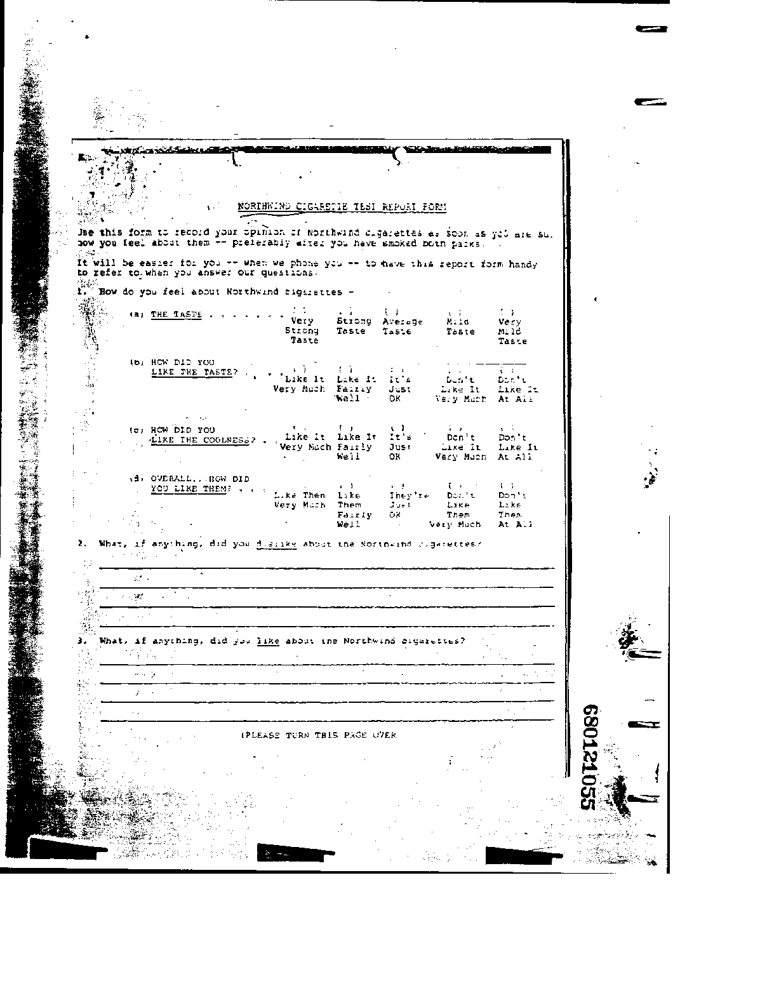 NORTHWIND CIGARETTE TEST REPORT FORM
Use this form to record your opinion of Northwind cigarettes as soon as you are su
how you feel about them -- preferably after you have smoked both packs.
It will be easier for you -- when we phone you -- to have this report form handy
to refer to when you answer our questions.
1. How do you feel about Northwind cigarettes -
(a) THE TASTE . . . . . . . . ( ) ( ) ( ) ( ) ( )
Very Strong Average Mild Very
Strong Taste Taste Taste Mild
Taste Taste
(b) HOW DID YOU
LIKE THE TASTE? . . . . ( ) ( ) ( ) ( ) ( )
Like It Like It It's Don't Don't
Very Much Fairly Just Like It Like It
Well OK Very Much At All
(c) HOW DID YOU ( ) ( ) ( ) ( ) ( )
LIKE THE COOLNESS? . . Like It Like It It's Don't Don't
Very Much Fairly Just Like It Like It
Well OK Very Much At All
(d) OVERALL...HOW DID
YOU LIKE THEM? . . . . ( ) ( ) ( ) ( )
Like Them Like They're Don't Don't
Very Much Them Just Like Like
Fairly OK Them Them
Well Very Much At All
2. What, if anything, did you dislike about the Northwind cigarettes?
3. What, if anything, did you like about the Northwind cigarettes?
(PLEASE TURN THIS PAGE OVER
680121055